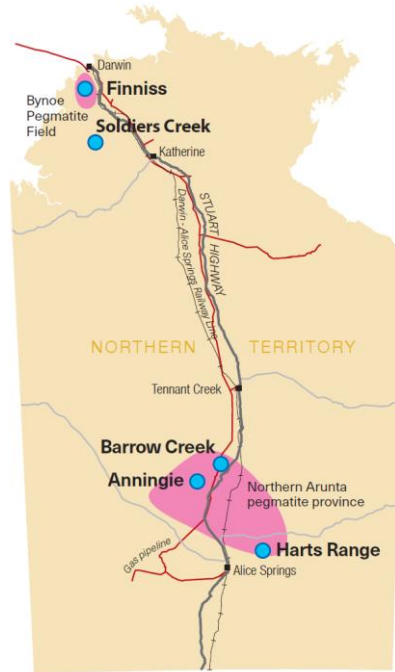 Darwin
Finniss
Bynoe
Pegmatite
Field
Soldiers Creek
Katherine
STUART HIGHWAY
Darwin - Alice Springs Railway Line
NORTHERN TERRITORY
Tennant Creek
Barrow Creek
Anningie
Northern Arunta
pegmatite province
Harts Range
Gas pipeline
Alice Springs